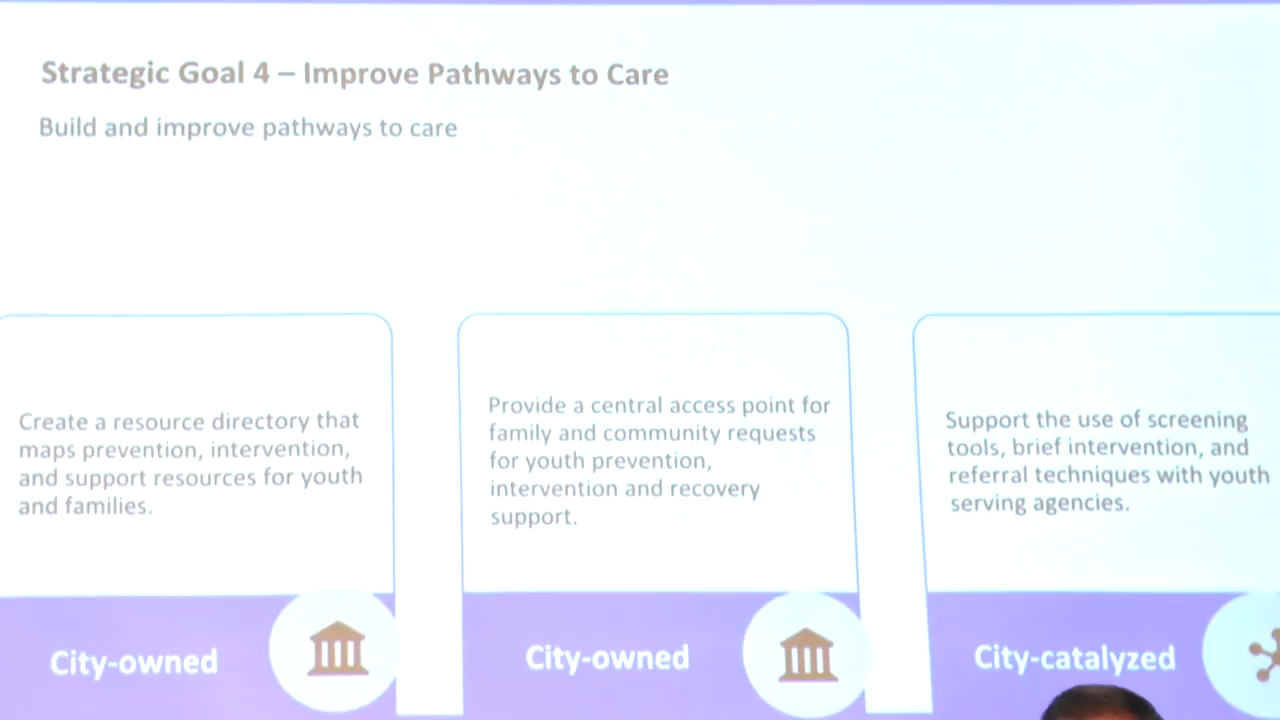 Strategic Goal 4 – Improve Pathways to Care
Build and improve pathways to care
Create a resource directory that
maps prevention, intervention,
and support resources for youth
and families.
City-owned
Provide a central access point for
family and community requests
for youth prevention,
intervention and recovery
support.
City-owned
Support the use of screening
tools, brief intervention, and
referral techniques with youth
serving agencies.
City-catalyzed